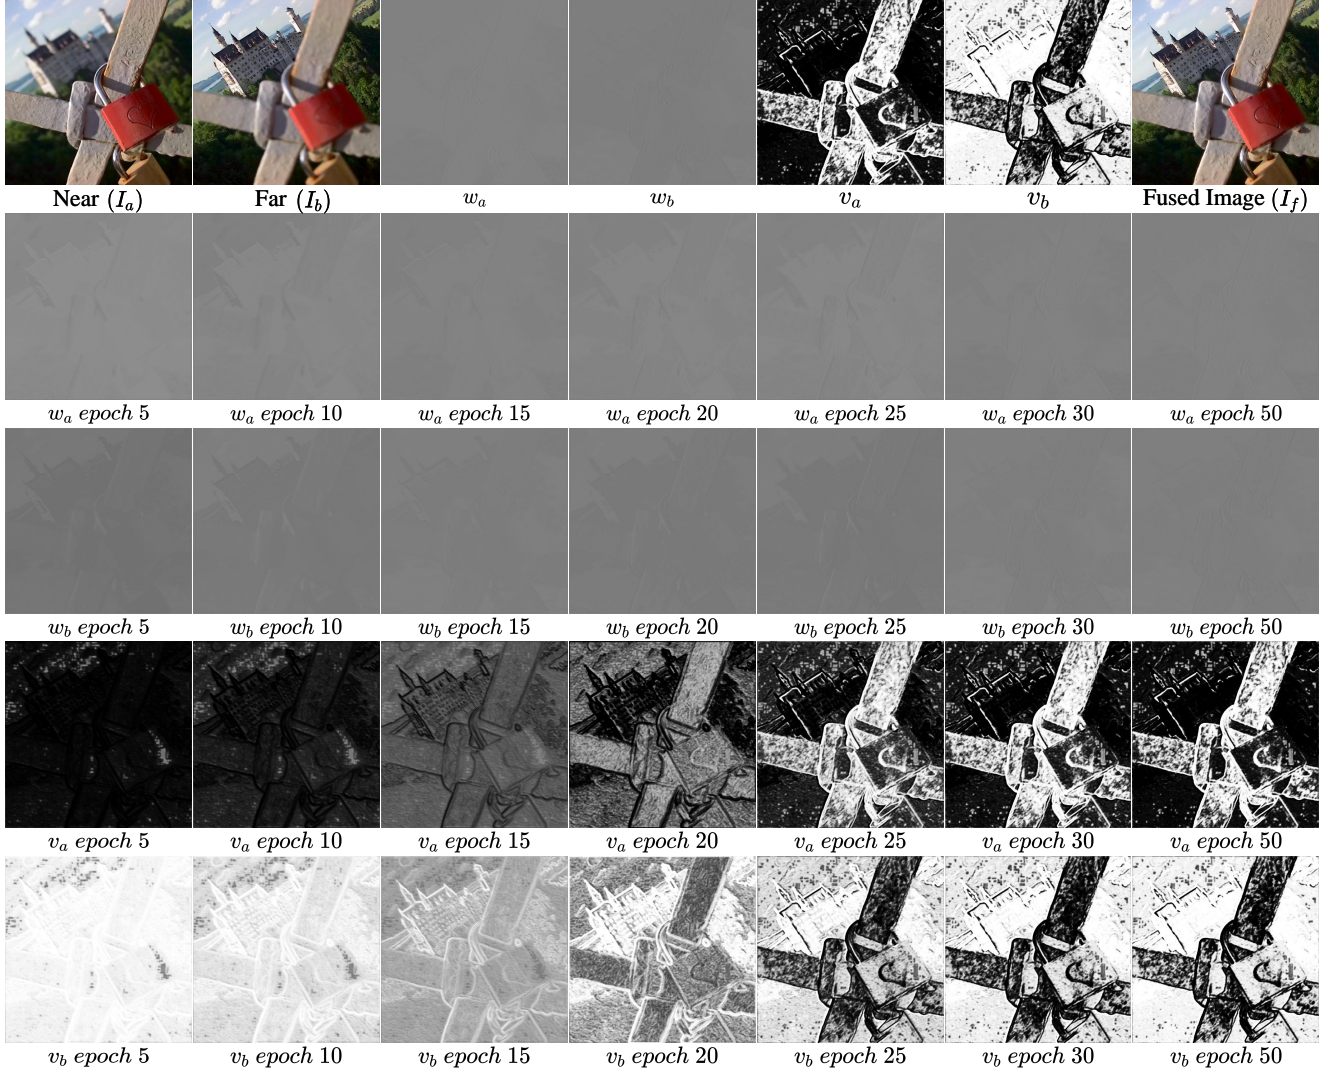 Near (I_a) Far (I_b) w_a w_b v_a v_b Fused Image (I_f)
w_a epoch 5 w_a epoch 10 w_a epoch 15 w_a epoch 20 w_a epoch 25 w_a epoch 30 w_a epoch 50
w_b epoch 5 w_b epoch 10 w_b epoch 15 w_b epoch 20 w_b epoch 25 w_b epoch 30 w_b epoch 50
v_a epoch 5 v_a epoch 10 v_a epoch 15 v_a epoch 20 v_a epoch 25 v_a epoch 30 v_a epoch 50
v_b epoch 5 v_b epoch 10 v_b epoch 15 v_b epoch 20 v_b epoch 25 v_b epoch 30 v_b epoch 50